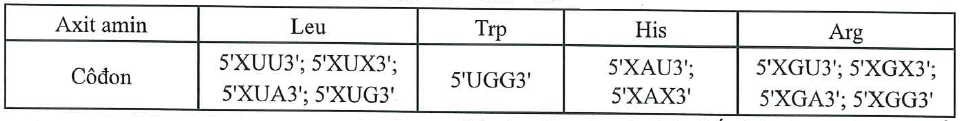 Axit amin Leu Trp His Arg
5'XUU3'; 5'XUX3'; 5'XAU3'; 5'XGU3'; 5'XGX3';
Côđon 5'UGG3'
5'XUA3'; 5'XUG3' 5'XAX3' 5'XGA3'; 5'XGG3'